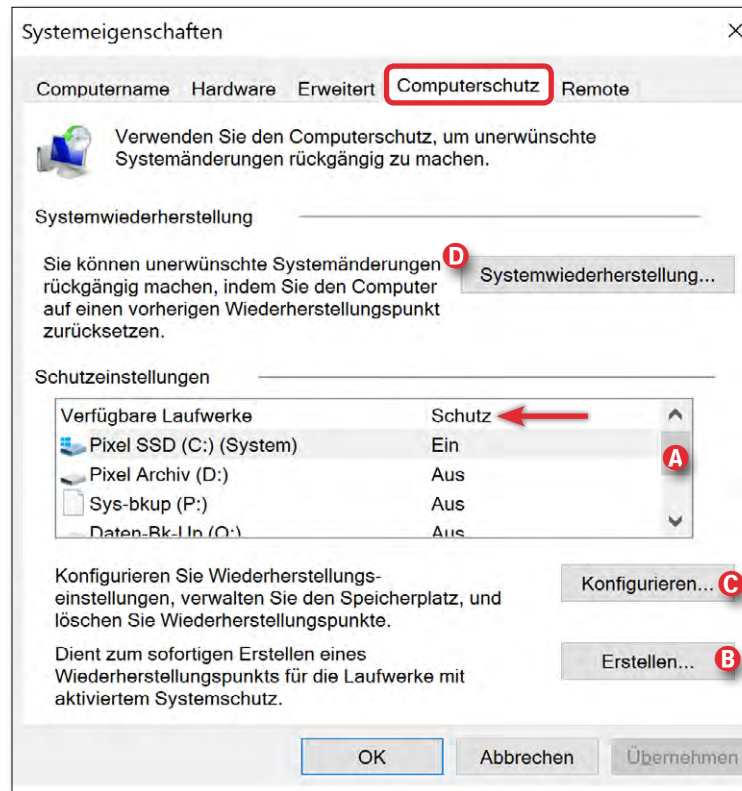 Systemeigenschaften
Computername Hardware Erweitert Computerschutz Remote
Verwenden Sie den Computerschutz, um unerwünschte
Systemänderungen rückgängig zu machen.
Systemwiederherstellung
Sie können unerwünschte Systemänderungen
rückgängig machen, indem Sie den Computer
auf einen vorherigen Wiederherstellungspunkt
zurücksetzen.
D
Systemwiederherstellung...
Schutzeinstellungen
Verfügbare Laufwerke Schutz
Pixel SSD (C:) (System) Ein
A
Pixel Archiv (D:) Aus
Sys-bkup (P:) Aus
Daten-Bk-Up (Q:) Aus
Konfigurieren Sie Wiederherstellungs-
einstellungen, verwalten Sie den Speicherplatz, und
löschen Sie Wiederherstellungspunkte.
Konfigurieren... C
Dient zum sofortigen Erstellen eines
Wiederherstellungspunkts für die Laufwerke mit
aktiviertem Systemschutz.
Erstellen... B
OK Abbrechen Übernehmen